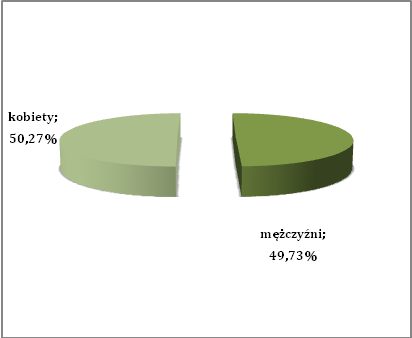 kobiety;
50,27%
mężczyźni;
49,73%